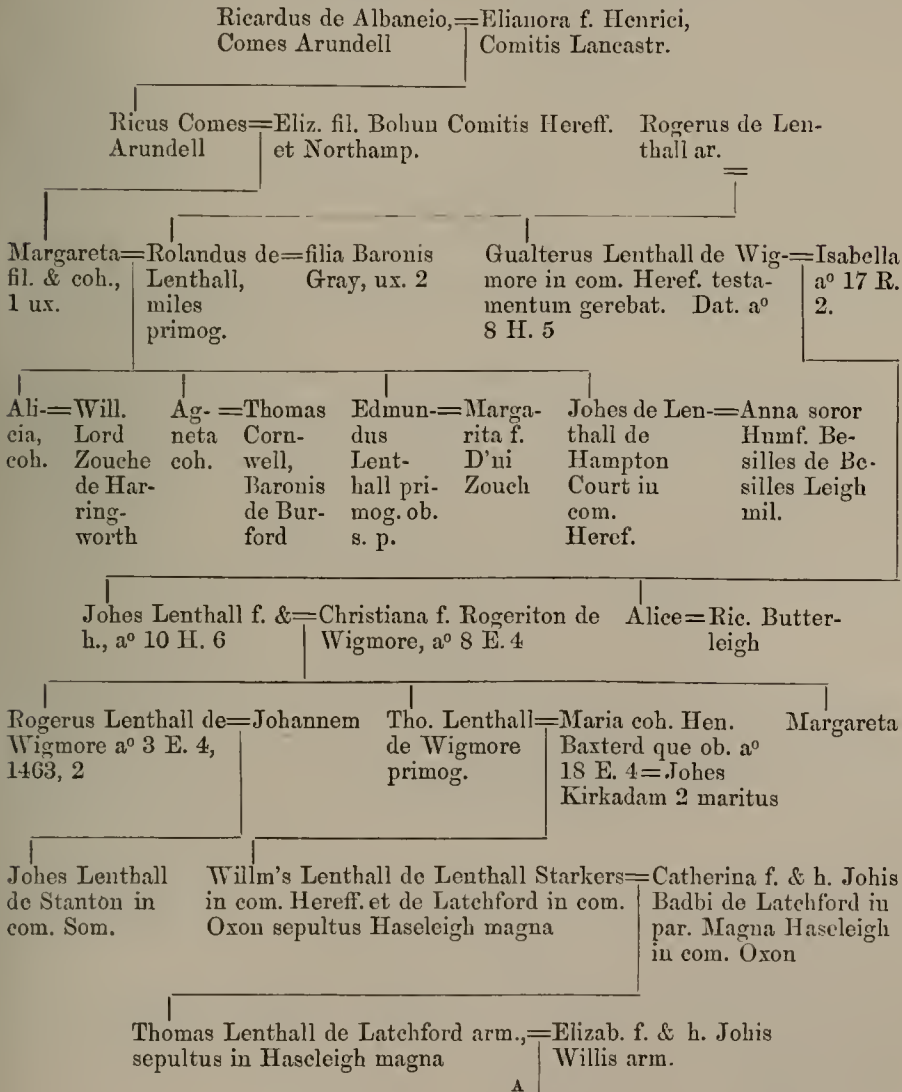 Ricardus de Albaneio,=Elianora f. Henrici,
Comes Arundell Comitis Lancastr.
Ricus Comes=Eliz. fil. Bohun Comitis Hereff. Rogerus de Len-
Arundell et Northamp. thall ar.
=
Margareta=Rolandus de=filia Baronis Gualterus Lenthall de Wig-=Isabella
fil. & coh., Lenthall, Gray, ux. 2 more in com. Heref. testa- aº 17 R.
1 ux. miles mentum gerebat. Dat. aº 2.
primog. 8 H. 5
Ali-=Will. Ag- =Thomas Edmun-=Marga- Johes de Len-=Anna soror
cia, Lord neta Corn- dus rita f. thall de Humf. Be-
coh. Zouche coh. well, Lent- D'ni Hampton silles de Be-
de Har- Baronis hall pri- Zouch Court in silles Leigh
ring- de Bur- mog. ob. com. mil.
worth ford s. p. Heref.
Johes Lenthall f. &=Christiana f. Rogeriton de Alice=Ric. Butter-
h., aº 10 H. 6 Wigmore, aº 8 E. 4 leigh
Rogerus Lenthall de=Johannem Tho. Lenthall=Maria coh. Hen. Margareta
Wigmore aº 3 E. 4, de Wigmore Baxterd que ob. aº
1463, 2 primog. 18 E. 4=Johes
Kirkadam 2 maritus
Johes Lenthall Willm's Lenthall de Lenthall Starkers=Catherina f. & h. Johis
de Stanton in in com. Hereff. et de Latchford in com. Badbi de Latchford in
com. Som. Oxon sepultus Haseleigh magna par. Magna Haseleigh
in com. Oxon
Thomas Lenthall de Latchford arm.,=Elizab. f. & h. Johis
sepultus in Haseleigh magna Willis arm.
A